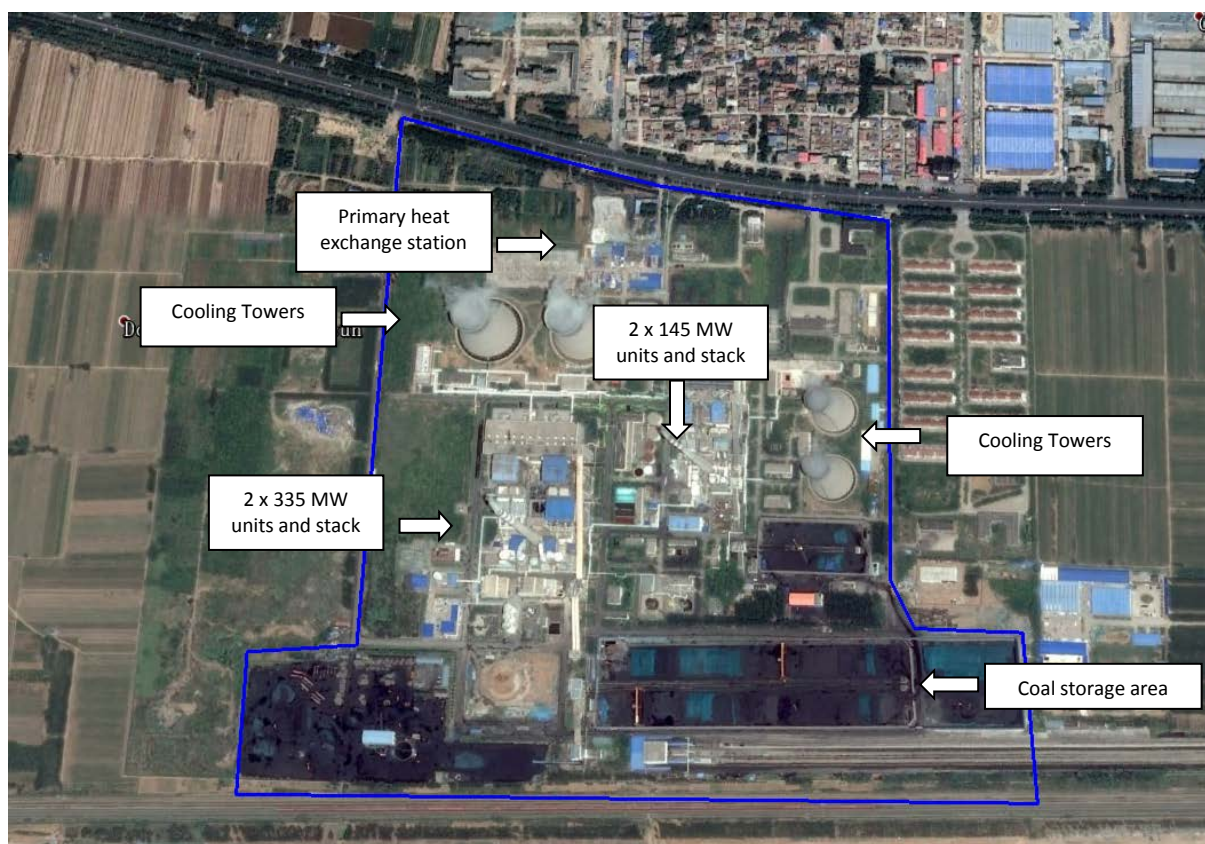 Primary heat
exchange station
Cooling Towers
2 x 145 MW
units and stack
Cooling Towers
2 x 335 MW
units and stack
Coal storage area